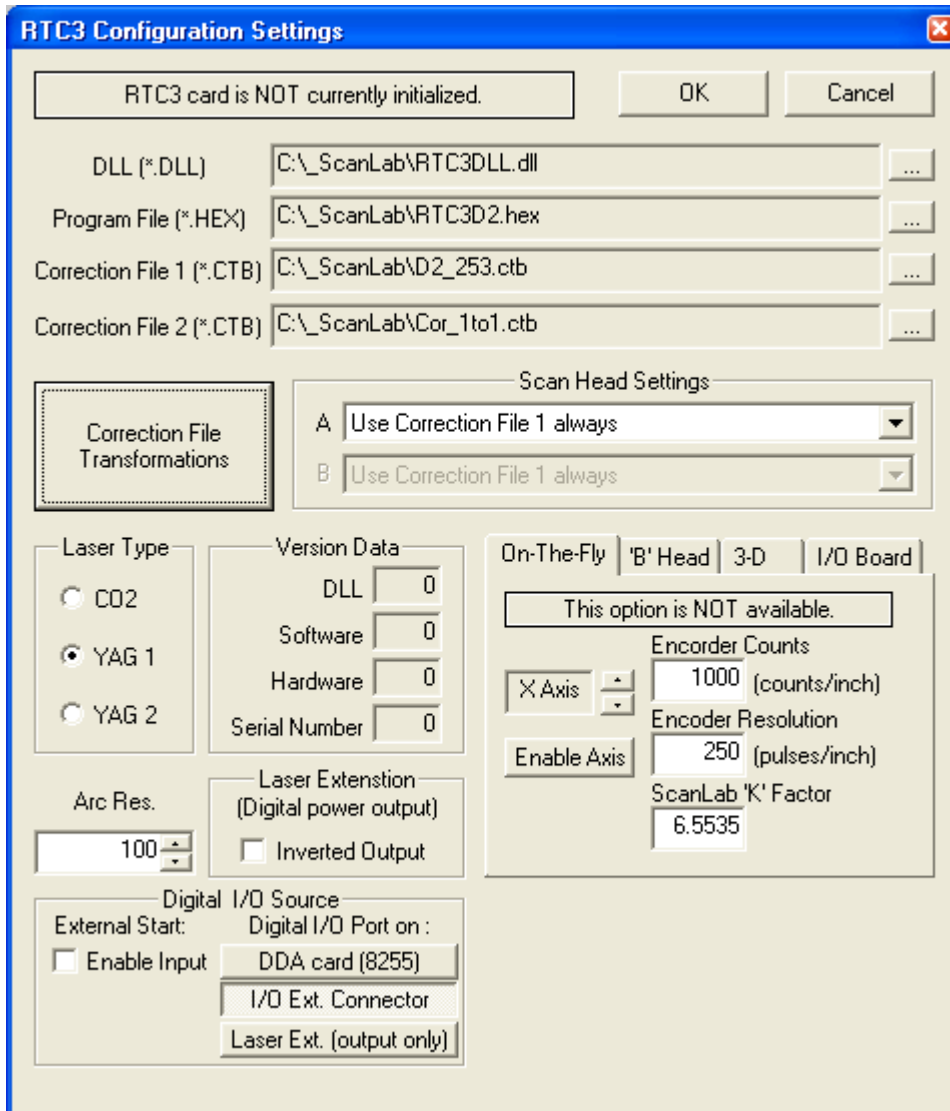 RTC3 Configuration Settings
RTC3 card is NOT currently initialized.
OK
Cancel
DLL (*.DLL)
C:\_ScanLab\RTC3DLL.dll
...
Program File (*.HEX)
C:\_ScanLab\RTC3D2.hex
...
Correction File 1 (*.CTB)
C:\_ScanLab\D2_253.ctb
...
Correction File 2 (*.CTB)
C:\_ScanLab\Cor_1to1.ctb
...
Correction File
Transformations
Scan Head Settings
A
Use Correction File 1 always
B
Use Correction File 1 always
Laser Type
CO2
YAG 1
YAG 2
Version Data
DLL 0
Software 0
Hardware 0
Serial Number 0
On-The-Fly
'B' Head
3-D
I/O Board
This option is NOT available.
X Axis
Enable Axis
Encorder Counts
1000 (counts/inch)
Encoder Resolution
250 (pulses/inch)
ScanLab 'K' Factor
6.5535
Arc Res.
100
Laser Extenstion
(Digital power output)
Inverted Output
Digital I/O Source
External Start:
Enable Input
Digital I/O Port on :
DDA card (8255)
I/O Ext. Connector
Laser Ext. (output only)